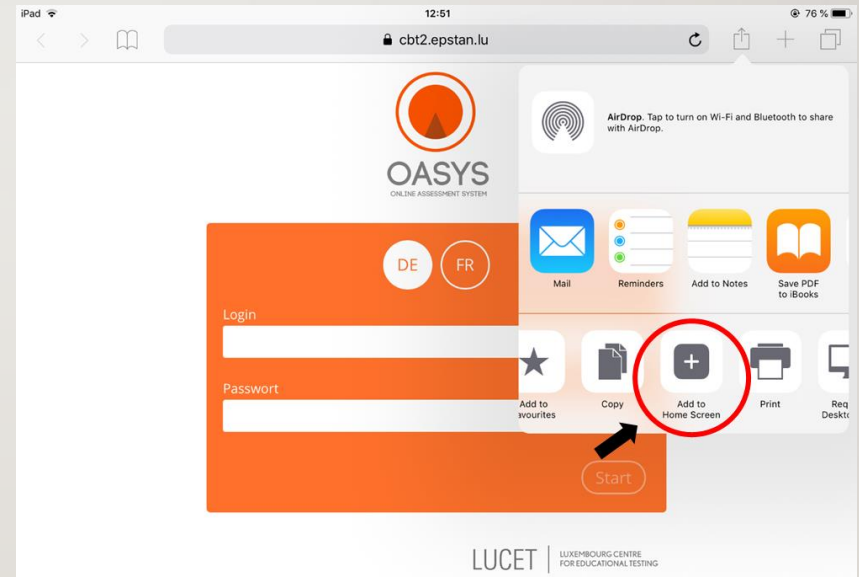 iPad 12:51 76 %
cbt2.epstan.lu
AirDrop. Tap to turn on Wi-Fi and Bluetooth to share
with AirDrop.
OASYS
ONLINE ASSESSMENT SYSTEM
Mail Reminders Add to Notes Save PDF
to iBooks
DE FR
Login
Passwort
Add to
avourites
Copy
Add to
Home Screen
Print
Req
Deskto
Start
LUCET
LUXEMBOURG CENTRE
FOR EDUCATIONAL TESTING